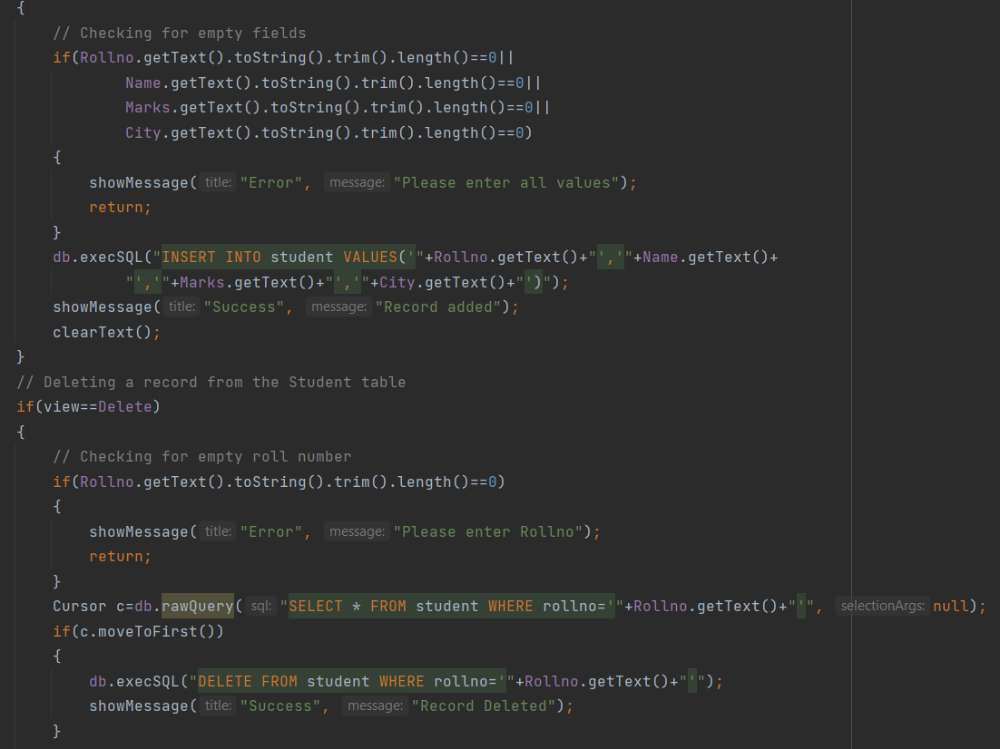 {
    // Checking for empty fields
    if(Rollno.getText().toString().trim().length()==0||
            Name.getText().toString().trim().length()==0||
            Marks.getText().toString().trim().length()==0||
            City.getText().toString().trim().length()==0)
    {
        showMessage( title: "Error", message: "Please enter all values");
        return;
    }
    db.execSQL("INSERT INTO student VALUES('"+Rollno.getText()+"','"+Name.getText()+
            "','"+Marks.getText()+"','"+City.getText()+"')");
    showMessage( title: "Success", message: "Record added");
    clearText();
}
// Deleting a record from the Student table
if(view==Delete)
{
    // Checking for empty roll number
    if(Rollno.getText().toString().trim().length()==0)
    {
        showMessage( title: "Error", message: "Please enter Rollno");
        return;
    }
    Cursor c=db.rawQuery( sql: "SELECT * FROM student WHERE rollno='"+Rollno.getText()+"'", selectionArgs: null);
    if(c.moveToFirst())
    {
        db.execSQL("DELETE FROM student WHERE rollno='"+Rollno.getText()+"'");
        showMessage( title: "Success", message: "Record Deleted");
    }